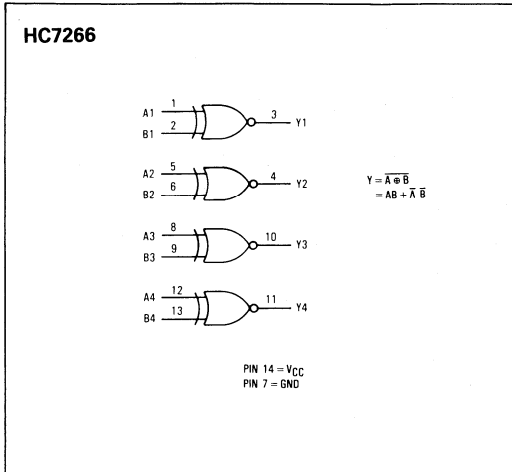 HC7266
A1 1
B1 2
3 Y1
A2 5
B2 6
4 Y2
A3 8
B3 9
10 Y3
A4 12
B4 13
11 Y4
Y = A̅ ̅⊕̅ ̅B̅
= AB + A̅ B̅
PIN 14 = VCC
PIN 7 = GND